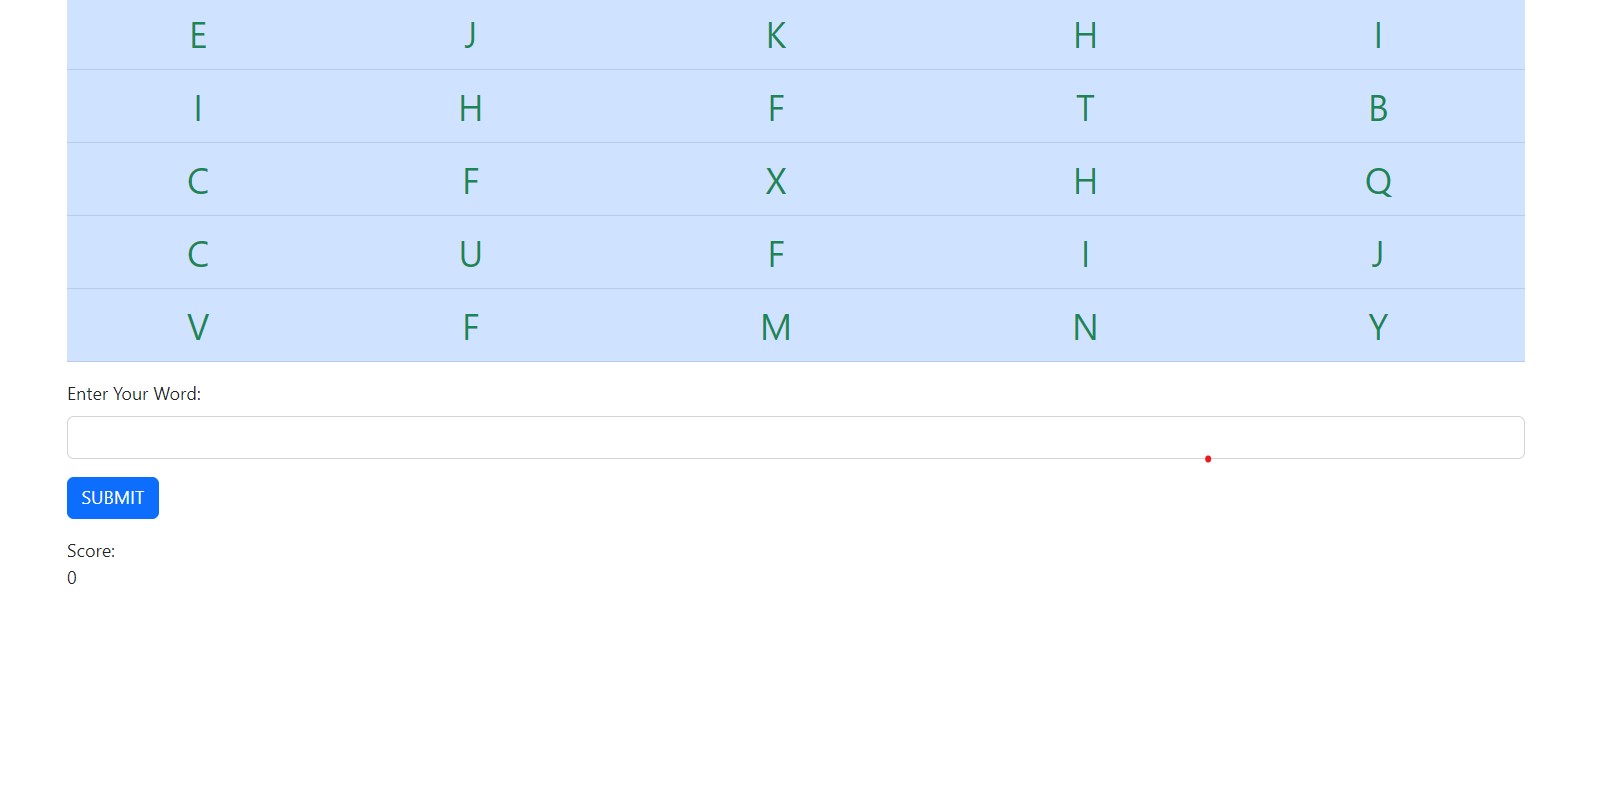 E J K H I
I H F T B
C F X H Q
C U F I J
V F M N Y
Enter Your Word:
SUBMIT
Score:
0